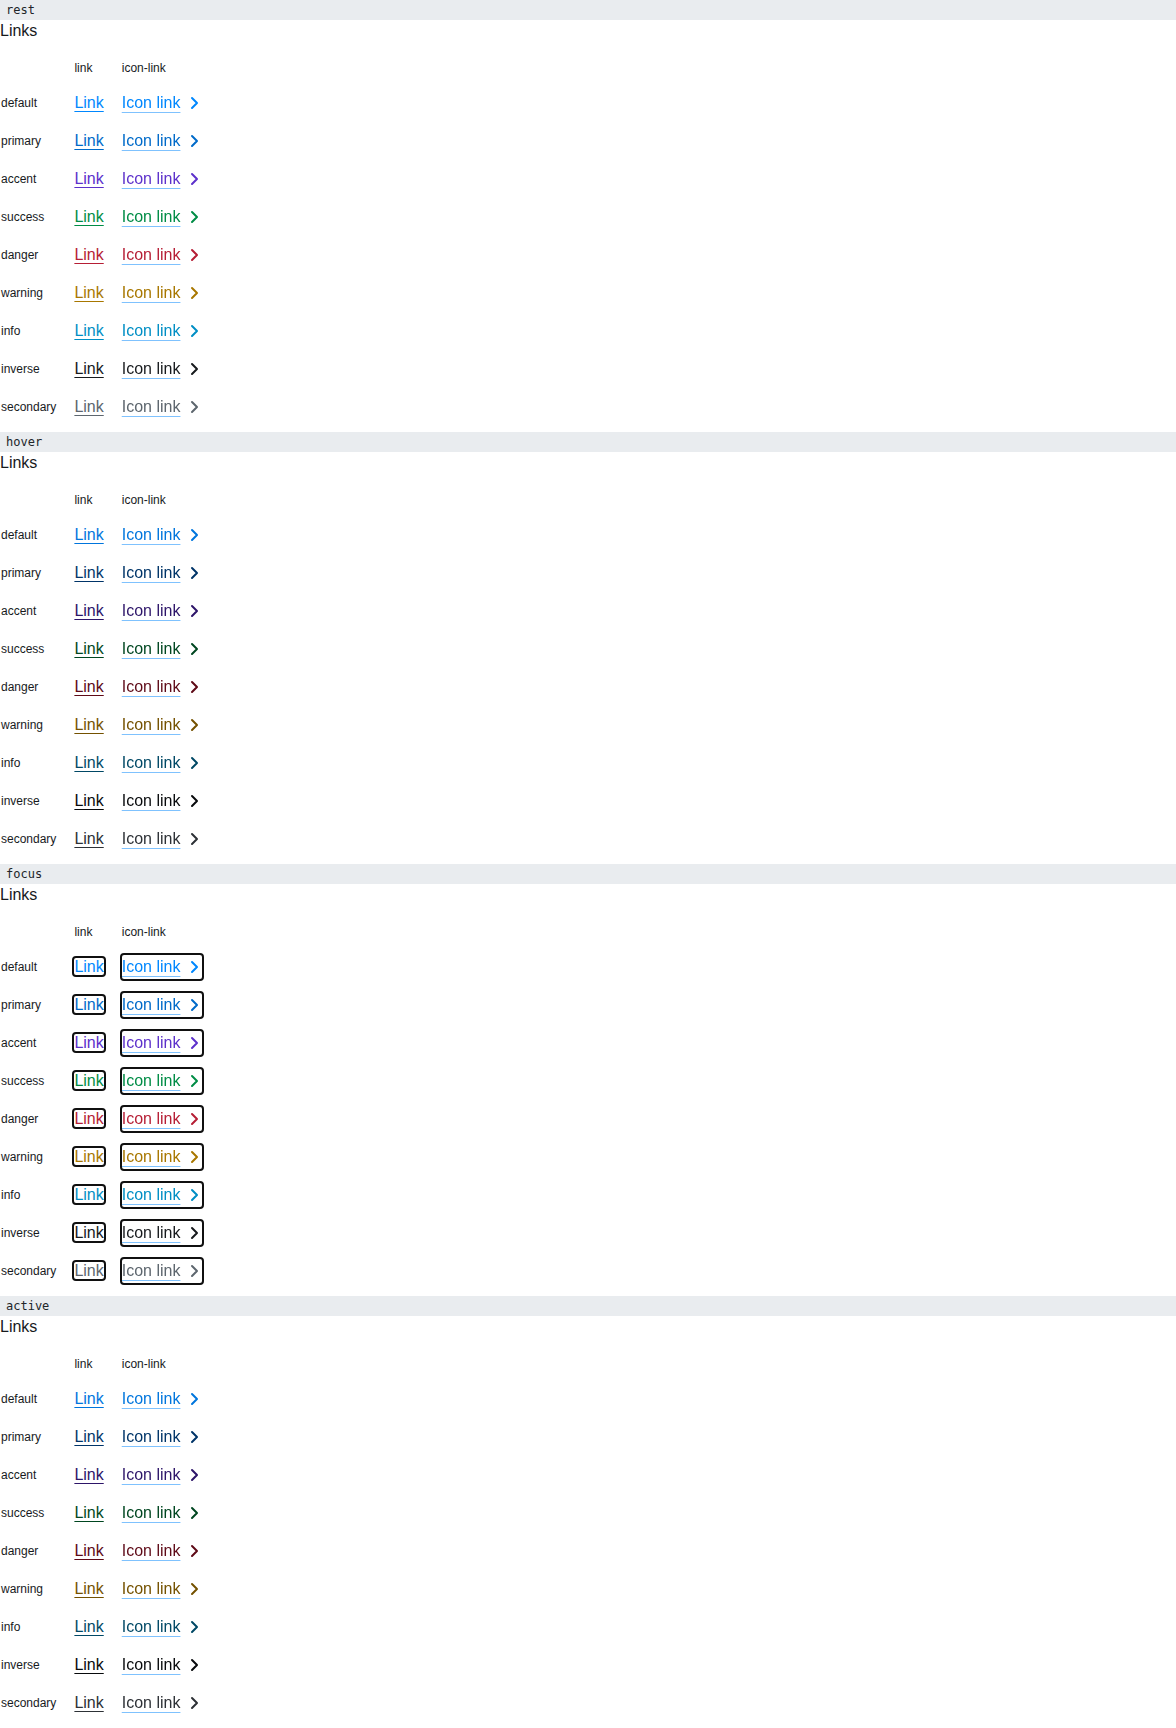 rest
Links
link icon-link
default Link Icon link
primary Link Icon link
accent Link Icon link
success Link Icon link
danger Link Icon link
warning Link Icon link
info Link Icon link
inverse Link Icon link
secondary Link Icon link
hover
Links
link icon-link
default Link Icon link
primary Link Icon link
accent Link Icon link
success Link Icon link
danger Link Icon link
warning Link Icon link
info Link Icon link
inverse Link Icon link
secondary Link Icon link
focus
Links
link icon-link
default Link Icon link
primary Link Icon link
accent Link Icon link
success Link Icon link
danger Link Icon link
warning Link Icon link
info Link Icon link
inverse Link Icon link
secondary Link Icon link
active
Links
link icon-link
default Link Icon link
primary Link Icon link
accent Link Icon link
success Link Icon link
danger Link Icon link
warning Link Icon link
info Link Icon link
inverse Link Icon link
secondary Link Icon link